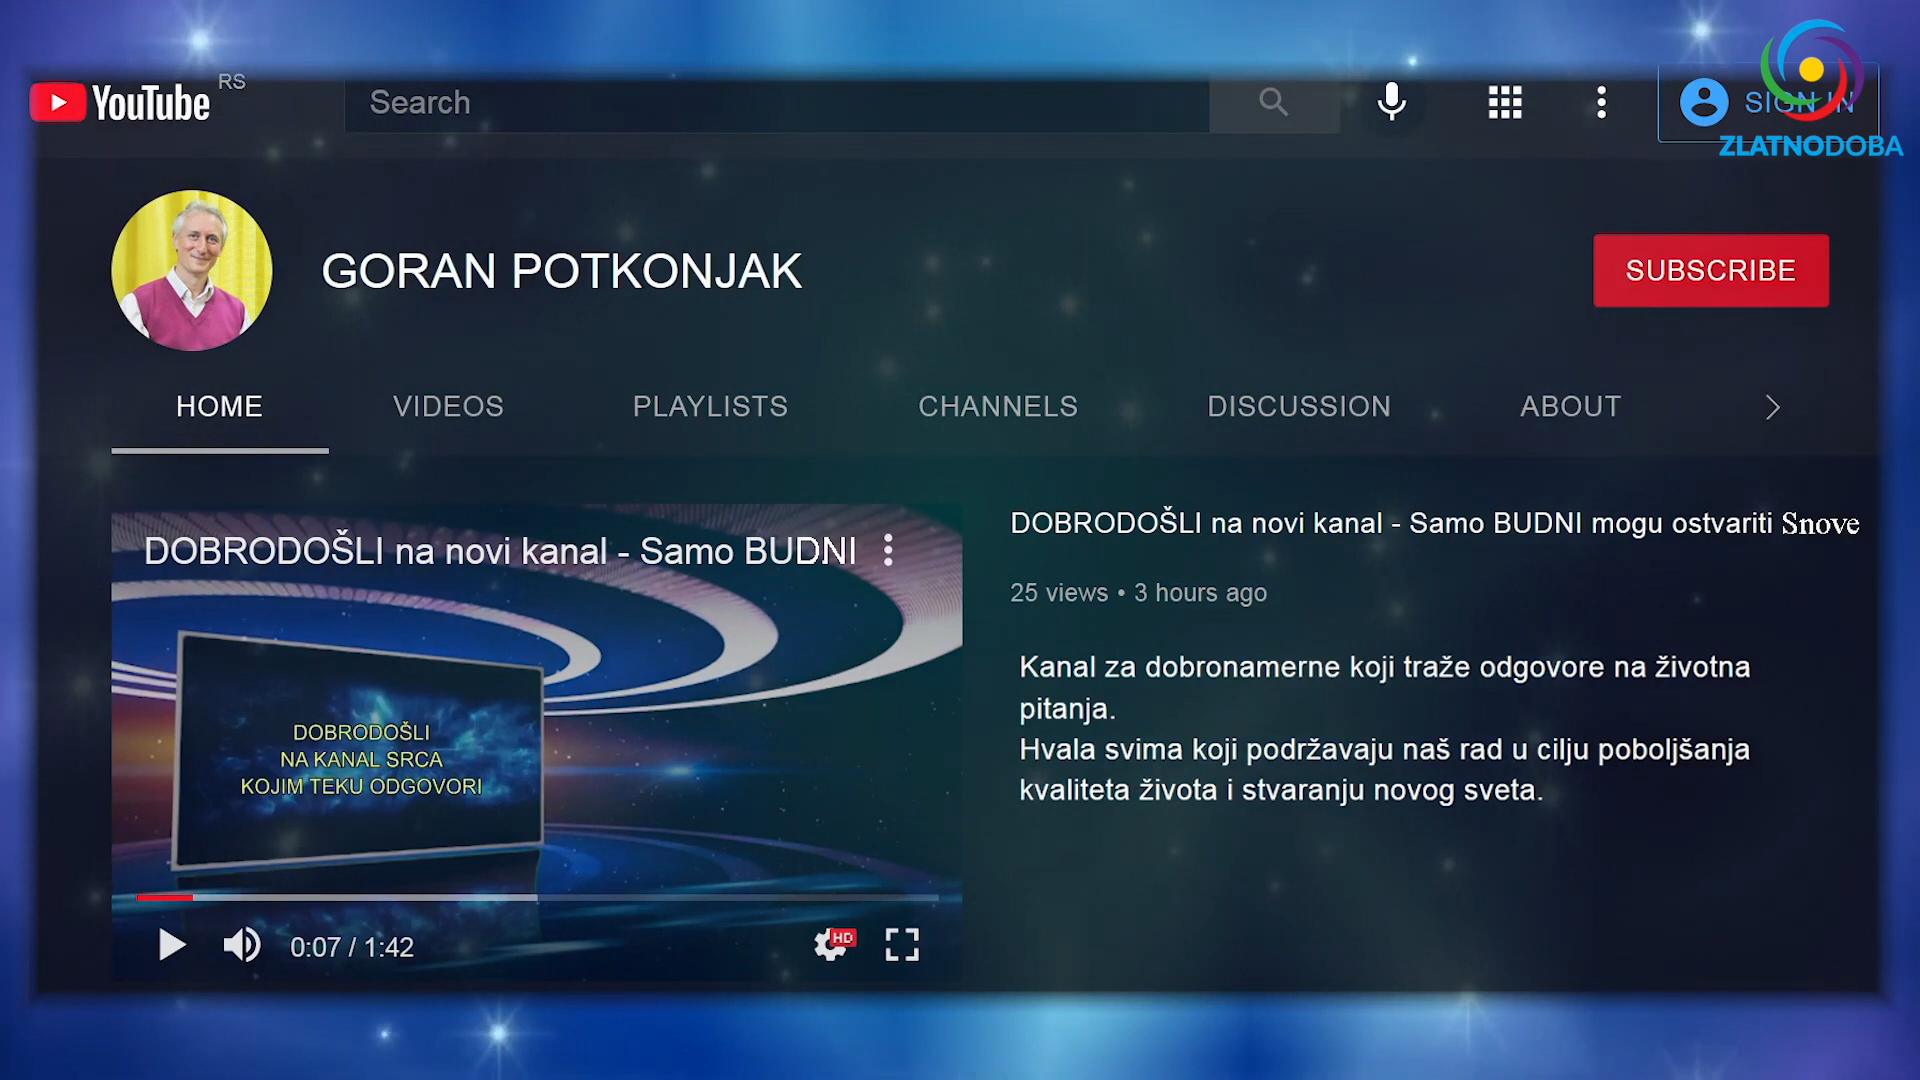 YouTube RS
Search
SIGN IN
ZLATNODOBA
GORAN POTKONJAK
SUBSCRIBE
HOME
VIDEOS
PLAYLISTS
CHANNELS
DISCUSSION
ABOUT
DOBRODOŠLI na novi kanal - Samo BUDNI
DOBRODOŠLI
NA KANAL SRCA
KOJIM TEKU ODGOVORI
0:07 / 1:42
HD
DOBRODOŠLI na novi kanal - Samo BUDNI mogu ostvariti Snove
25 views • 3 hours ago
Kanal za dobronamerne koji traže odgovore na životna
pitanja.
Hvala svima koji podržavaju naš rad u cilju poboljšanja
kvaliteta života i stvaranju novog sveta.